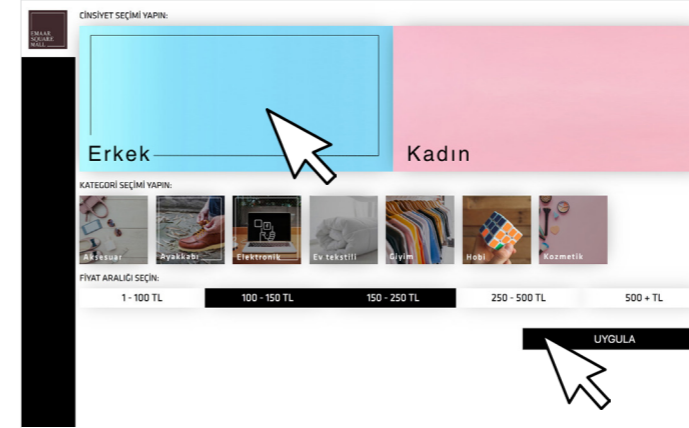 EMAAR
SQUARE
MALL
CİNSİYET SEÇİMİ YAPIN:
Erkek
Kadın
KATEGORİ SEÇİMİ YAPIN:
Aksesuar
Ayakkabı
Elektronik
Ev tekstili
Giyim
Hobi
Kozmetik
FİYAT ARALIĞI SEÇİN:
1 - 100 TL
100 - 150 TL
150 - 250 TL
250 - 500 TL
500 + TL
UYGULA